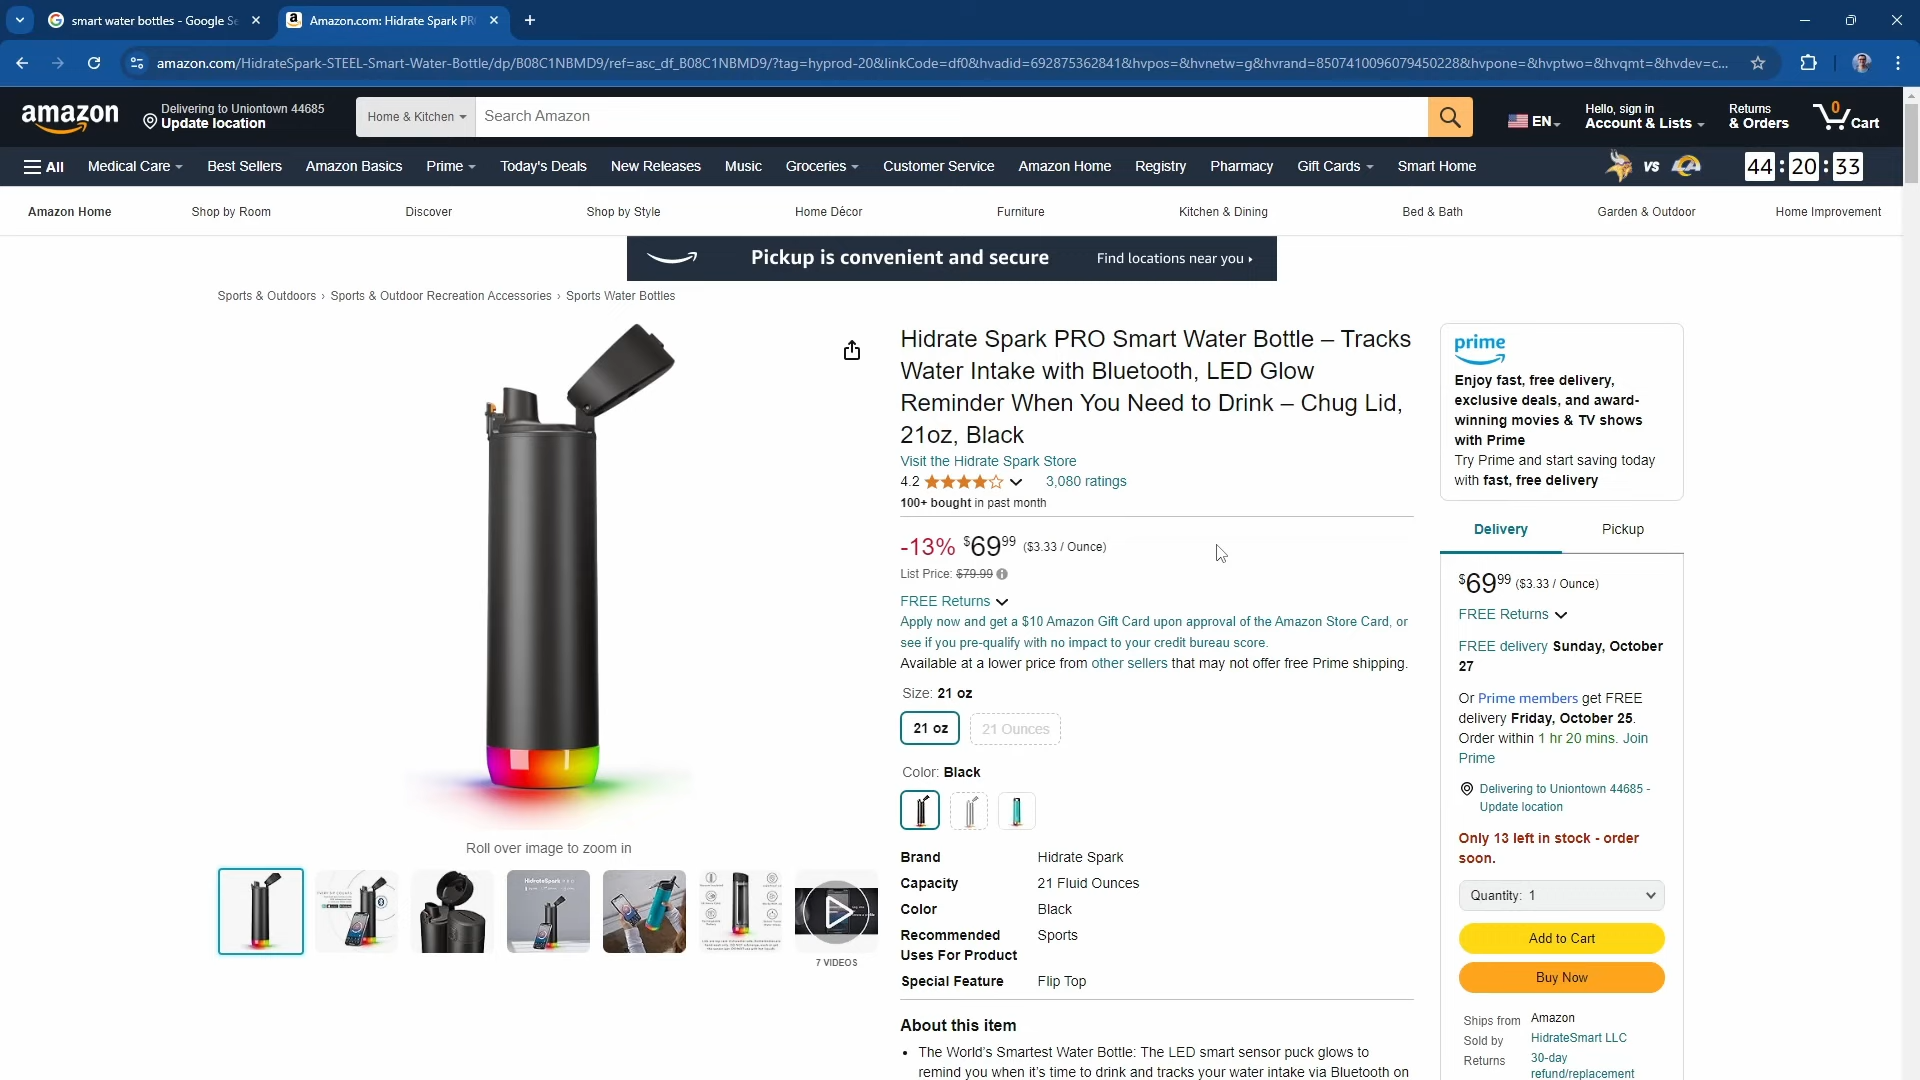 smart water bottles - Google Se
Amazon.com: Hidrate Spark PR
amazon.com/HidrateSpark-STEEL-Smart-Water-Bottle/dp/B08C1NBMD9/ref=asc_df_B08C1NBMD9/?tag=hyprod-20&linkCode=df0&hvadid=692875362841&hvpos=&hvnetw=g&hvrand=8507410096079450228&hvpone=&hvptwo=&hvqmt=&hvdev=c...
amazon
Delivering to Uniontown 44685
Update location
Home & Kitchen
Search Amazon
EN
Hello, sign in
Account & Lists
Returns
& Orders
0
Cart
All
Medical Care
Best Sellers
Amazon Basics
Prime
Today's Deals
New Releases
Music
Groceries
Customer Service
Amazon Home
Registry
Pharmacy
Gift Cards
Smart Home
VS
44 : 20 : 33
Amazon Home
Shop by Room
Discover
Shop by Style
Home Décor
Furniture
Kitchen & Dining
Bed & Bath
Garden & Outdoor
Home Improvement
Pickup is convenient and secure
Find locations near you ›
Sports & Outdoors › Sports & Outdoor Recreation Accessories › Sports Water Bottles
Roll over image to zoom in
7 VIDEOS
Hidrate Spark PRO Smart Water Bottle – Tracks
Water Intake with Bluetooth, LED Glow
Reminder When You Need to Drink – Chug Lid,
21oz, Black
Visit the Hidrate Spark Store
4.2
3,080 ratings
100+ bought in past month
-13% $69.99 ($3.33 / Ounce)
List Price: $79.99
FREE Returns
Apply now and get a $10 Amazon Gift Card upon approval of the Amazon Store Card, or
see if you pre-qualify with no impact to your credit bureau score.
Available at a lower price from other sellers that may not offer free Prime shipping.
Size: 21 oz
21 oz
21 Ounces
Color: Black
Brand Hidrate Spark
Capacity 21 Fluid Ounces
Color Black
Recommended Sports
Uses For Product
Special Feature Flip Top
About this item
• The World's Smartest Water Bottle: The LED smart sensor puck glows to
remind you when it's time to drink and tracks your water intake via Bluetooth on
prime
Enjoy fast, free delivery,
exclusive deals, and award-
winning movies & TV shows
with Prime
Try Prime and start saving today
with fast, free delivery
Delivery
Pickup
$69.99 ($3.33 / Ounce)
FREE Returns
FREE delivery Sunday, October
27
Or Prime members get FREE
delivery Friday, October 25.
Order within 1 hr 20 mins. Join
Prime
Delivering to Uniontown 44685 -
Update location
Only 13 left in stock - order
soon.
Quantity: 1
Add to Cart
Buy Now
Ships from Amazon
Sold by HidrateSmart LLC
Returns 30-day
refund/replacement